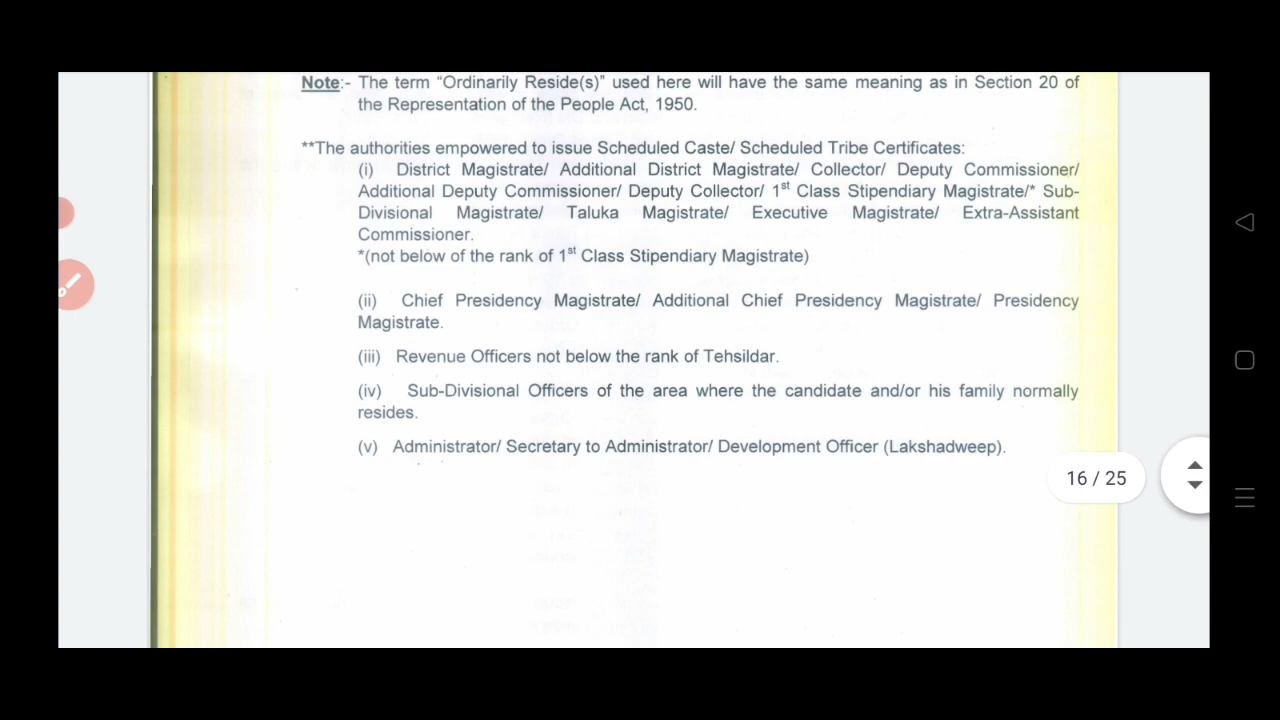 Note:- The term “Ordinarily Reside(s)” used here will have the same meaning as in Section 20 of
the Representation of the People Act, 1950.
**The authorities empowered to issue Scheduled Caste/ Scheduled Tribe Certificates:
(i) District Magistrate/ Additional District Magistrate/ Collector/ Deputy Commissioner/
Additional Deputy Commissioner/ Deputy Collector/ 1st Class Stipendiary Magistrate/* Sub-
Divisional Magistrate/ Taluka Magistrate/ Executive Magistrate/ Extra-Assistant
Commissioner.
*(not below of the rank of 1st Class Stipendiary Magistrate)
(ii) Chief Presidency Magistrate/ Additional Chief Presidency Magistrate/ Presidency
Magistrate.
(iii) Revenue Officers not below the rank of Tehsildar.
(iv) Sub-Divisional Officers of the area where the candidate and/or his family normally
resides.
(v) Administrator/ Secretary to Administrator/ Development Officer (Lakshadweep).
16 / 25